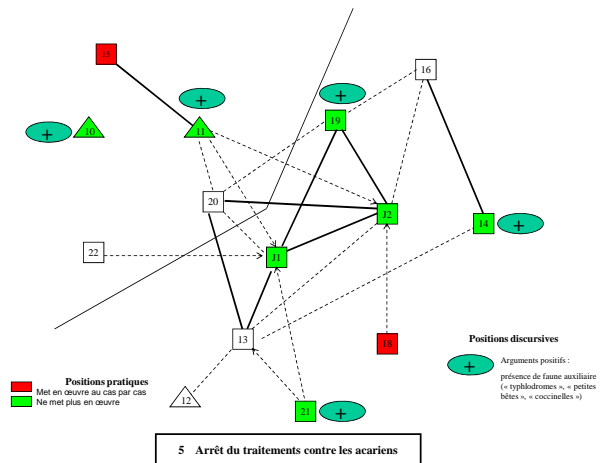 15
16
+
+
19
+
10
11
20
J2
14
+
22
J1
13
18
Positions discursives
+
Arguments positifs :
présence de faune auxiliaire
(« typhlodromes », « petites
bêtes », « coccinelles »)
Positions pratiques
Met en œuvre au cas par cas
Ne met plus en œuvre
12
21
+
5 Arrêt du traitements contre les acariens